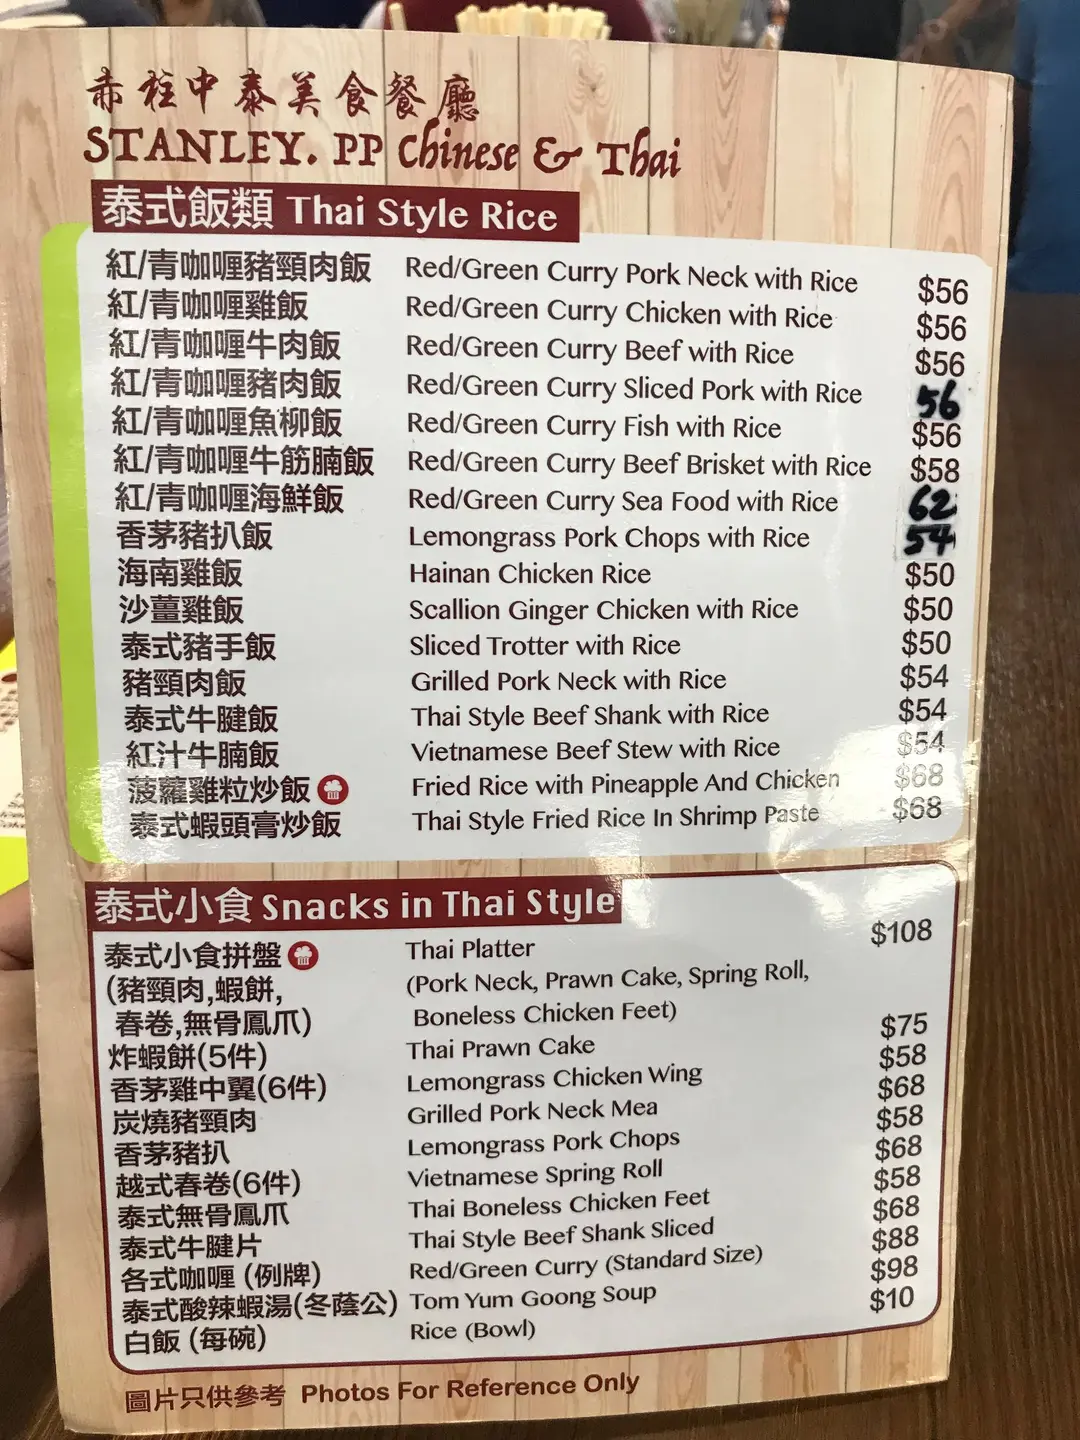 赤柱中泰美食餐廳
STANLEY. PP Chinese & Thai
泰式飯類 Thai Style Rice
紅/青咖喱豬頸肉飯 Red/Green Curry Pork Neck with Rice $56
紅/青咖喱雞飯 Red/Green Curry Chicken with Rice $56
紅/青咖喱牛肉飯 Red/Green Curry Beef with Rice $56
紅/青咖喱豬肉飯 Red/Green Curry Sliced Pork with Rice 56
紅/青咖喱魚柳飯 Red/Green Curry Fish with Rice $56
紅/青咖喱牛筋腩飯 Red/Green Curry Beef Brisket with Rice $58
紅/青咖喱海鮮飯 Red/Green Curry Sea Food with Rice 62
香茅豬扒飯 Lemongrass Pork Chops with Rice 54
海南雞飯 Hainan Chicken Rice $50
沙薑雞飯 Scallion Ginger Chicken with Rice $50
泰式豬手飯 Sliced Trotter with Rice $50
豬頸肉飯 Grilled Pork Neck with Rice $54
泰式牛腱飯 Thai Style Beef Shank with Rice $54
紅汁牛腩飯 Vietnamese Beef Stew with Rice $54
菠蘿雞粒炒飯 Fried Rice with Pineapple And Chicken $68
泰式蝦頭膏炒飯 Thai Style Fried Rice In Shrimp Paste $68
泰式小食 Snacks in Thai Style
泰式小食拼盤 Thai Platter $108
(豬頸肉,蝦餅, (Pork Neck, Prawn Cake, Spring Roll,
春卷,無骨鳳爪) Boneless Chicken Feet)
炸蝦餅(5件) Thai Prawn Cake $75
香茅雞中翼(6件) Lemongrass Chicken Wing $58
炭燒豬頸肉 Grilled Pork Neck Mea $68
香茅豬扒 Lemongrass Pork Chops $58
越式春卷(6件) Vietnamese Spring Roll $68
泰式無骨鳳爪 Thai Boneless Chicken Feet $58
泰式牛腱片 Thai Style Beef Shank Sliced $68
各式咖喱 (例牌) Red/Green Curry (Standard Size) $88
泰式酸辣蝦湯(冬蔭公) Tom Yum Goong Soup $98
白飯 (每碗) Rice (Bowl) $10
圖片只供參考 Photos For Reference Only